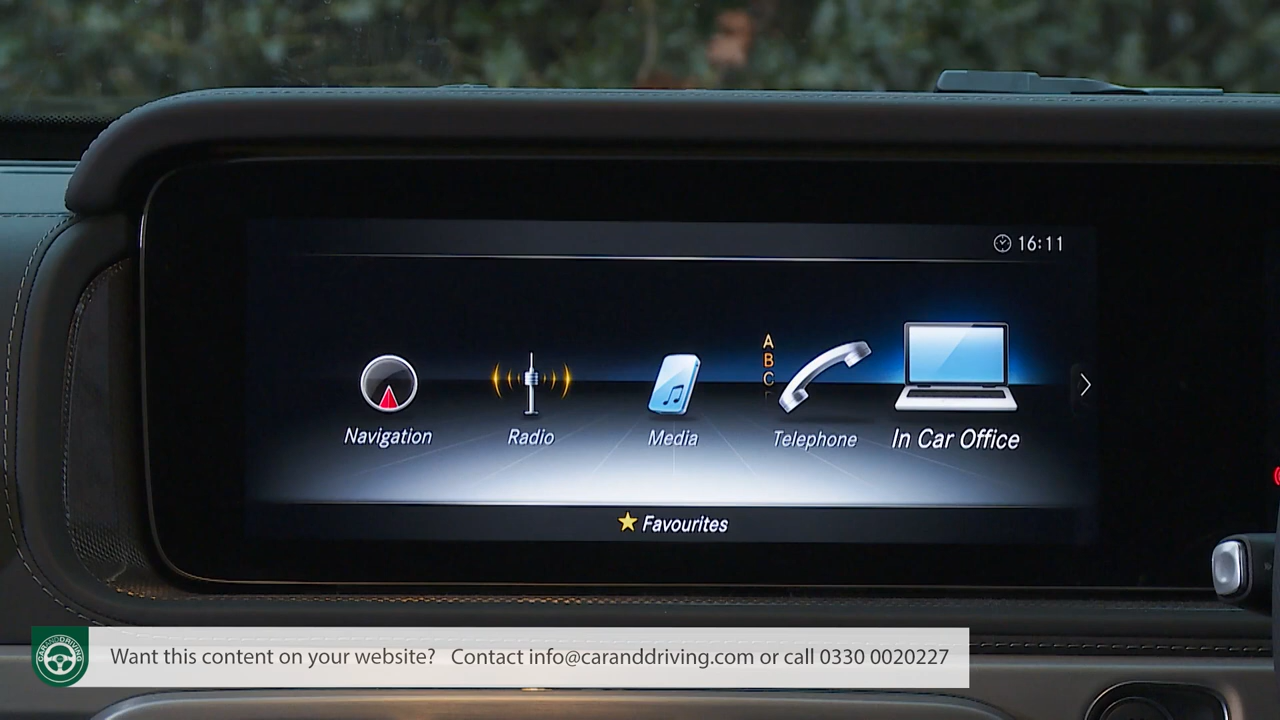 16:11
A
B
C
Navigation Radio Media Telephone In Car Office
Favourites
CARANDDRIVING
Want this content on your website? Contact info@caranddriving.com or call 0330 0020227